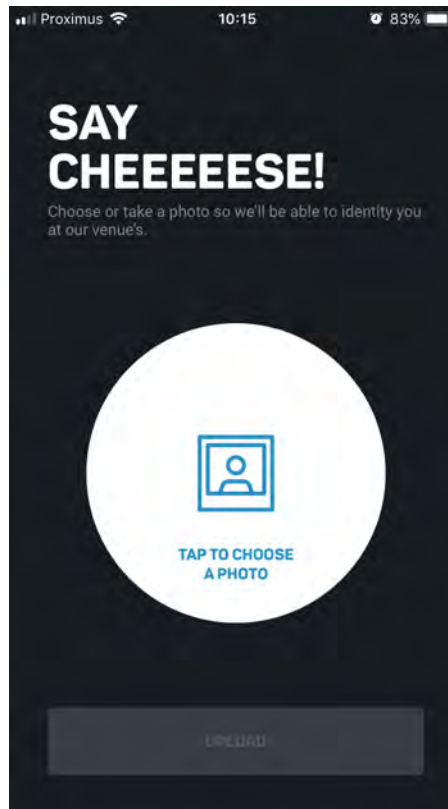 Proximus 10:15 83%
SAY
CHEEEEESE!
Choose or take a photo so we'll be able to identity you
at our venue's.
TAP TO CHOOSE
A PHOTO
UPLOAD